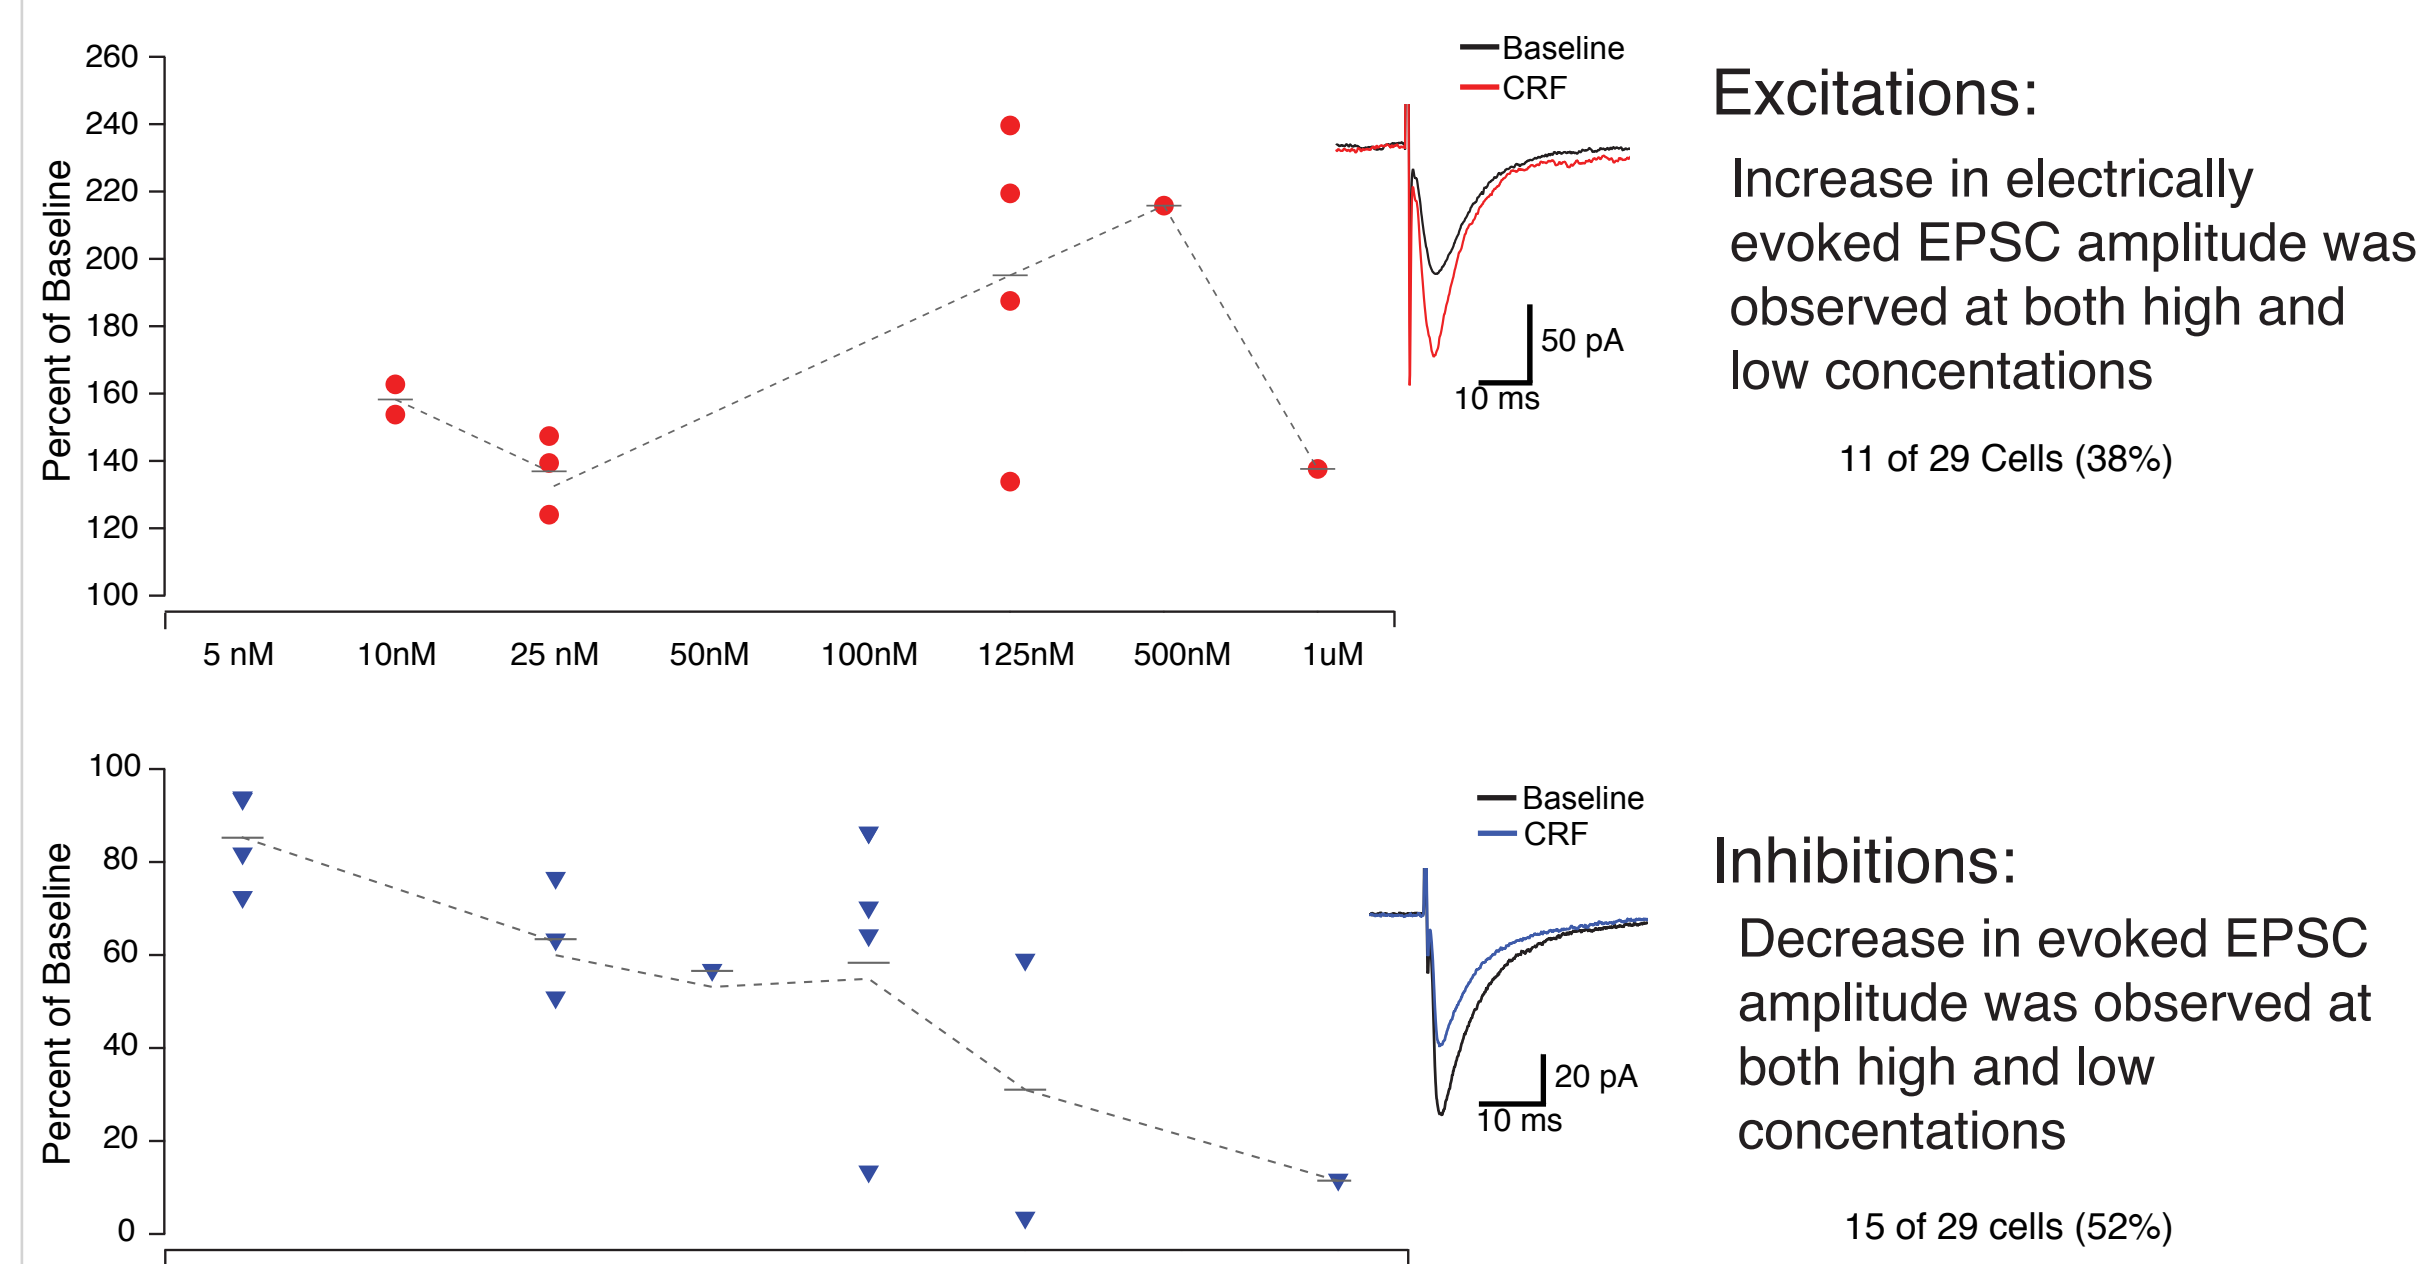 Baseline
CRF
260
240
220
200
180
160
140
120
100
Percent of Baseline
50 pA
10 ms
5 nM
10nM
25 nM
50nM
100nM
125nM
500nM
1uM
Excitations:
Increase in electrically
evoked EPSC amplitude was
observed at both high and
low concentations
11 of 29 Cells (38%)
100
80
60
40
20
0
Percent of Baseline
Baseline
CRF
20 pA
10 ms
Inhibitions:
Decrease in evoked EPSC
amplitude was observed at
both high and low
concentations
15 of 29 cells (52%)